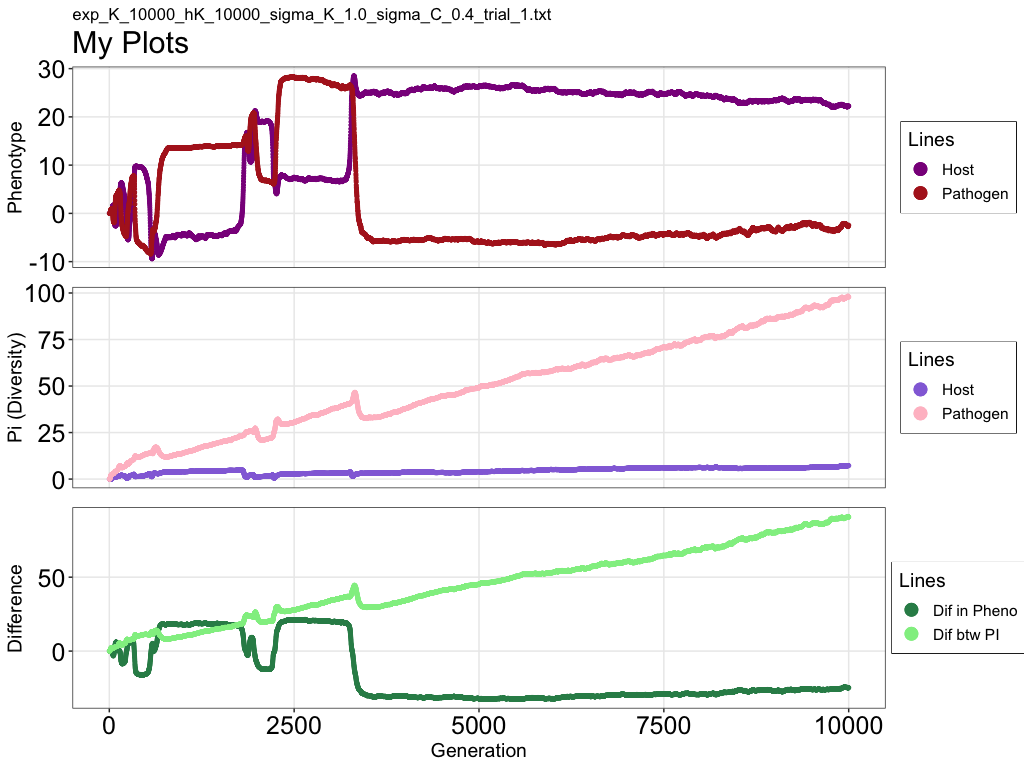 exp_K_10000_hK_10000_sigma_K_1.0_sigma_C_0.4_trial_1.txt
My Plots
30
20
10
0
-10
Phenotype
Lines
Host
Pathogen
100
75
50
25
0
Pi (Diversity)
Lines
Host
Pathogen
50
0
Difference
Lines
Dif in Pheno
Dif btw PI
0 2500 5000 7500 10000
Generation